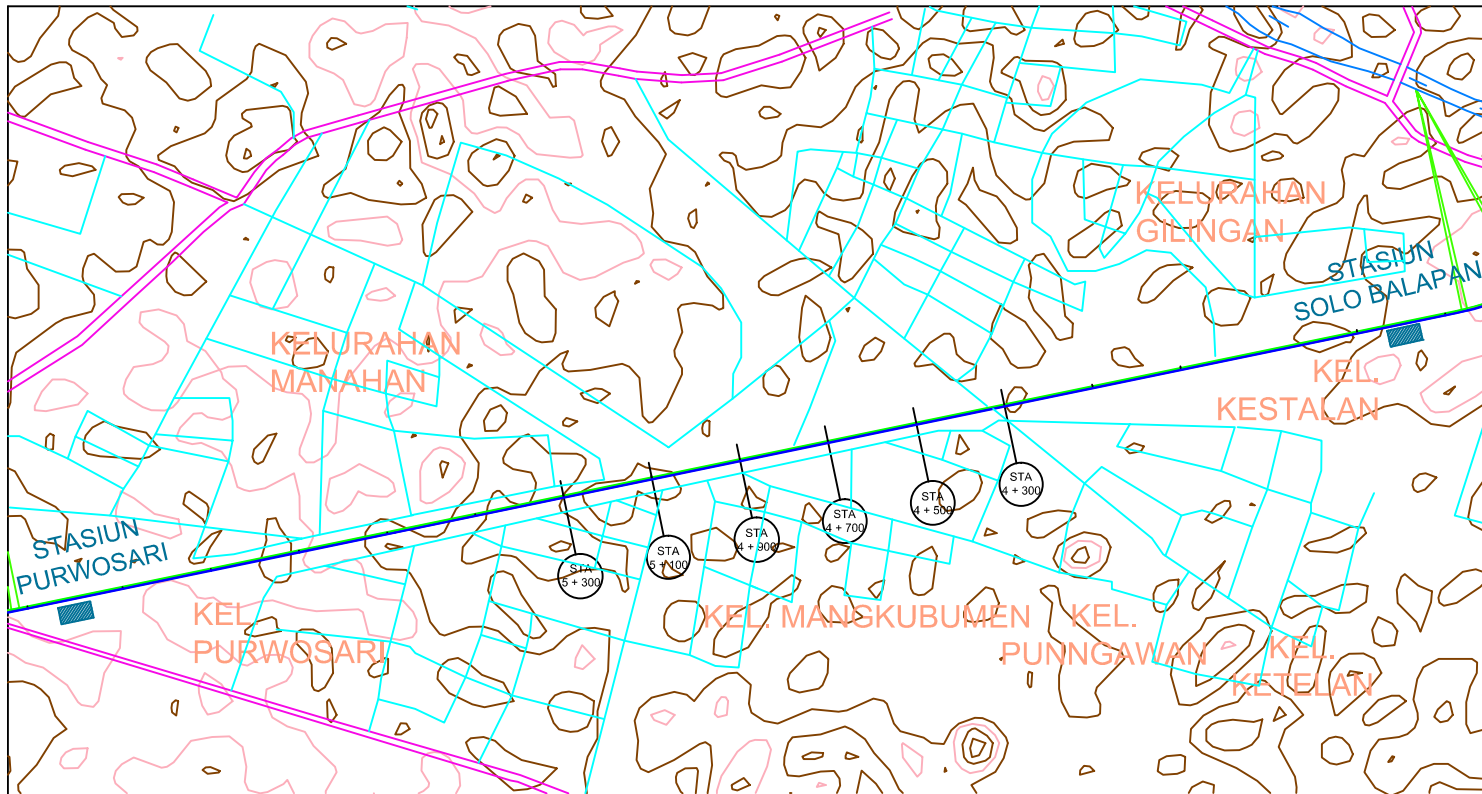 KELURAHAN
GILINGAN
STASIUN
SOLO BALAPAN
KELURAHAN
MANAHAN
KEL.
KESTALAN
STA
4 + 300
STA
4 + 500
STA
4 + 700
STA
4 + 900
STA
5 + 100
STA
5 + 300
STASIUN
PURWOSARI
KEL.
PURWOSARI
KEL. MANGKUBUMEN
KEL.
PUNNGAWAN
KEL.
KETELAN